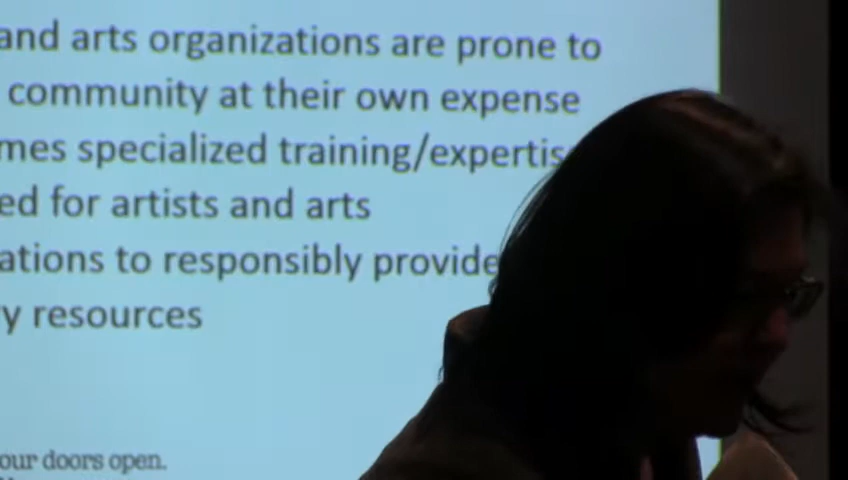 and arts organizations are prone to
community at their own expense
mes specialized training/expertis
ed for artists and arts
ations to responsibly provide
y resources
our doors open.